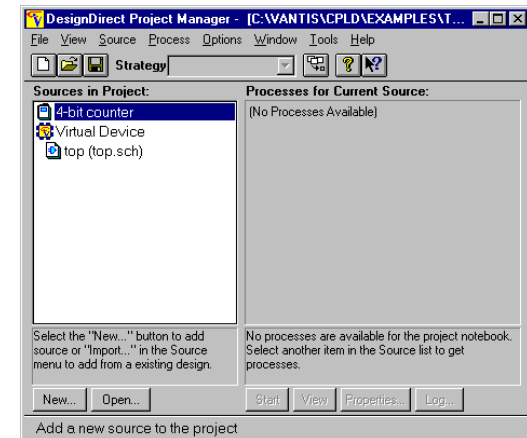 DesignDirect Project Manager - [C:\VANTIS\CPLD\EXAMPLES\T...
File View Source Process Options Window Tools Help
Strategy
Sources in Project:
Processes for Current Source:
4-bit counter
Virtual Device
top (top.sch)
(No Processes Available)
Select the "New..." button to add
source or "Import..." in the Source
menu to add from a existing design.
No processes are available for the project notebook.
Select another item in the Source list to get
processes.
New... Open... Start View Properties... Log...
Add a new source to the project